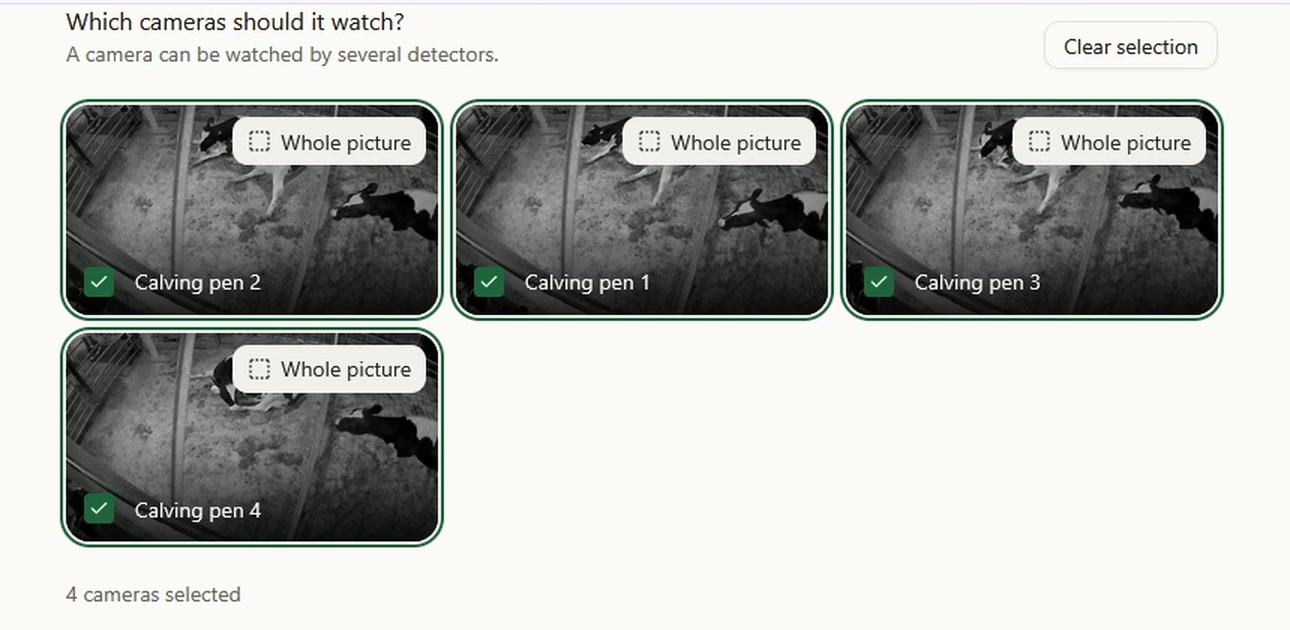 Which cameras should it watch?
A camera can be watched by several detectors.
Clear selection
Whole picture
Calving pen 2
Whole picture
Calving pen 1
Whole picture
Calving pen 3
Whole picture
Calving pen 4
4 cameras selected